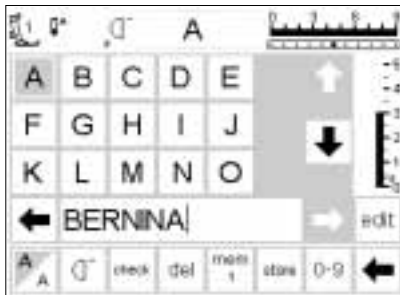 A
A B C D E
F G H I J
K L M N O
BERNINA
edit
A A check del mem 1 store 0-9